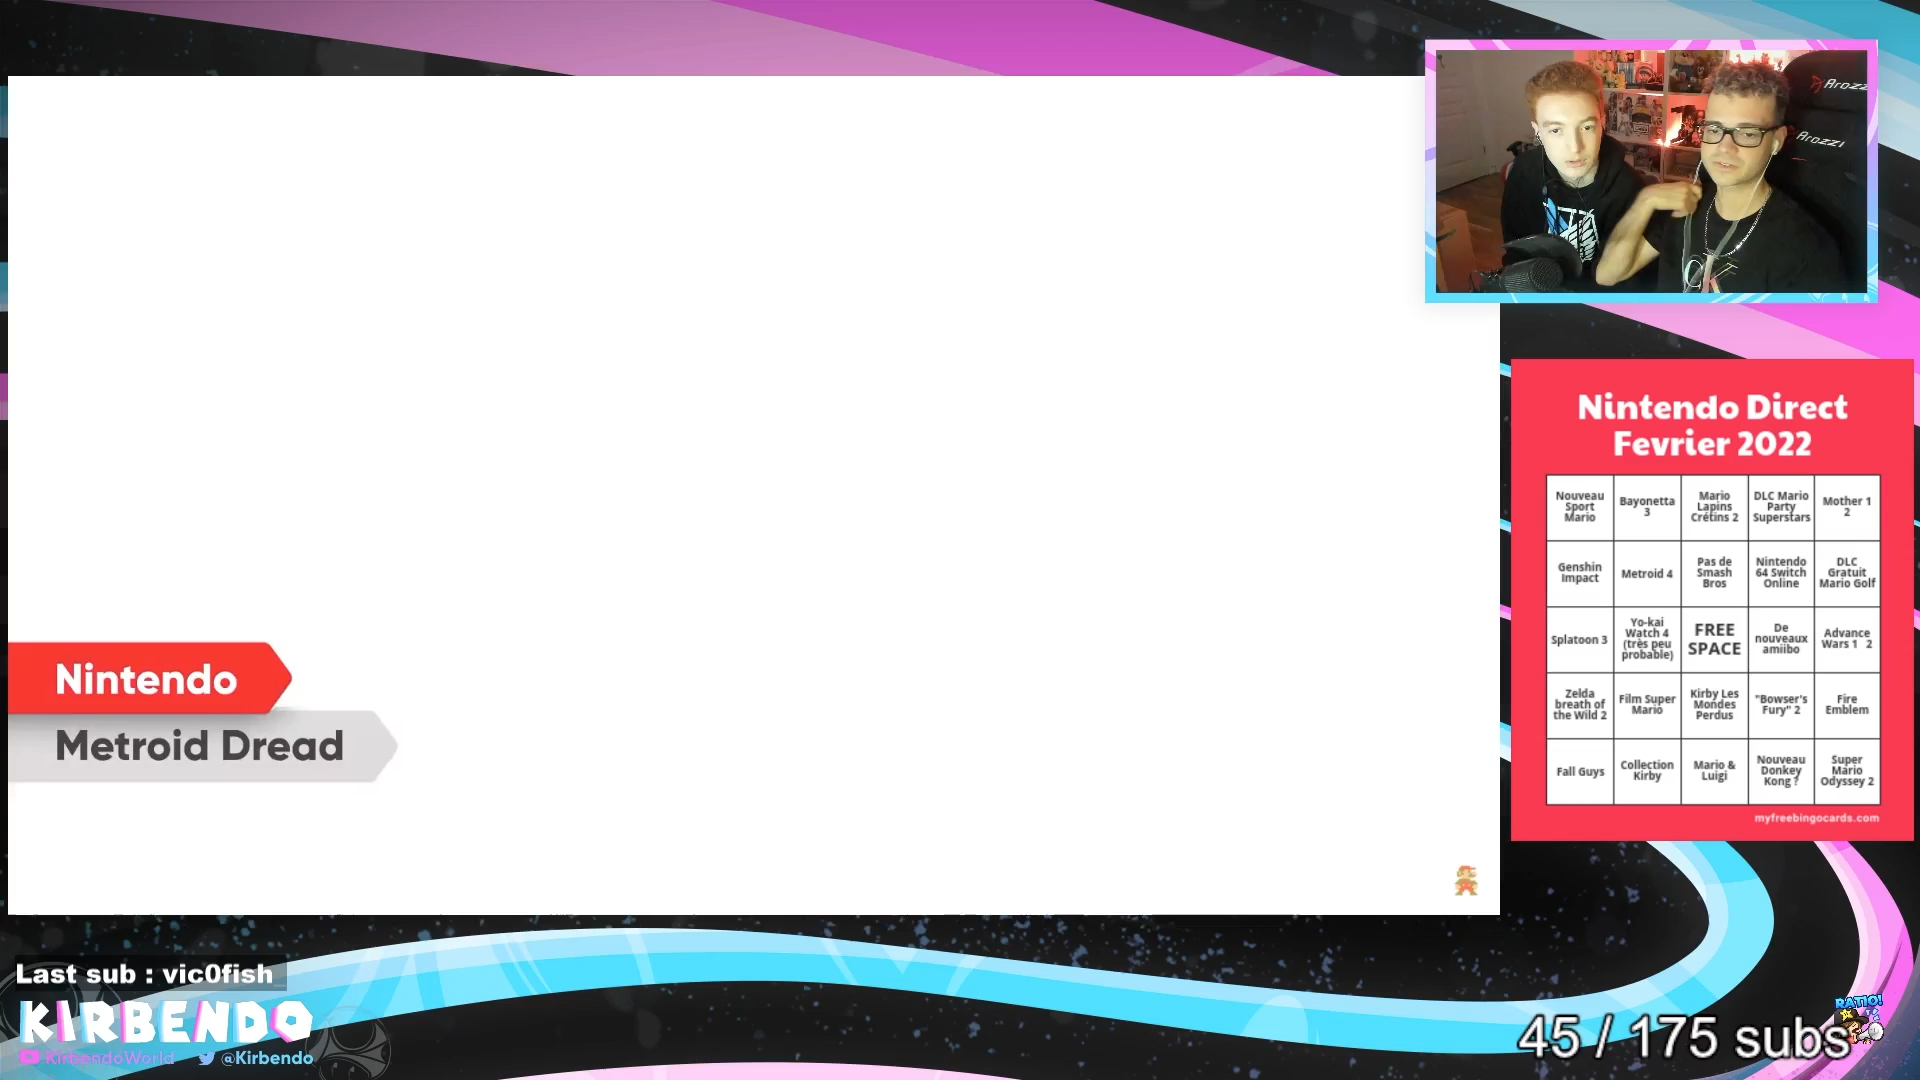 Nintendo
Metroid Dread
Arozzi
Nintendo Direct
Fevrier 2022
Nouveau
Sport
Mario
Bayonetta
3
Mario
Lapins
Crétins 2
DLC Mario
Party
Superstars
Mother 1
2
Genshin
Impact
Metroid 4
Pas de
Smash
Bros
Nintendo
64 Switch
Online
DLC
Gratuit
Mario Golf
Splatoon 3
Yo-kai
Watch 4
(très peu
probable)
FREE
SPACE
De
nouveaux
amiibo
Advance
Wars 1 2
Zelda
breath of
the Wild 2
Film Super
Mario
Kirby Les
Mondes
Perdus
"Bowser's
Fury" 2
Fire
Emblem
Fall Guys
Collection
Kirby
Mario &
Luigi
Nouveau
Donkey
Kong ?
Super
Mario
Odyssey 2
myfreebingocards.com
Last sub : vic0fish
KIRBENDO
KirbendoWorld @Kirbendo
RATIO!
45 / 175 subs